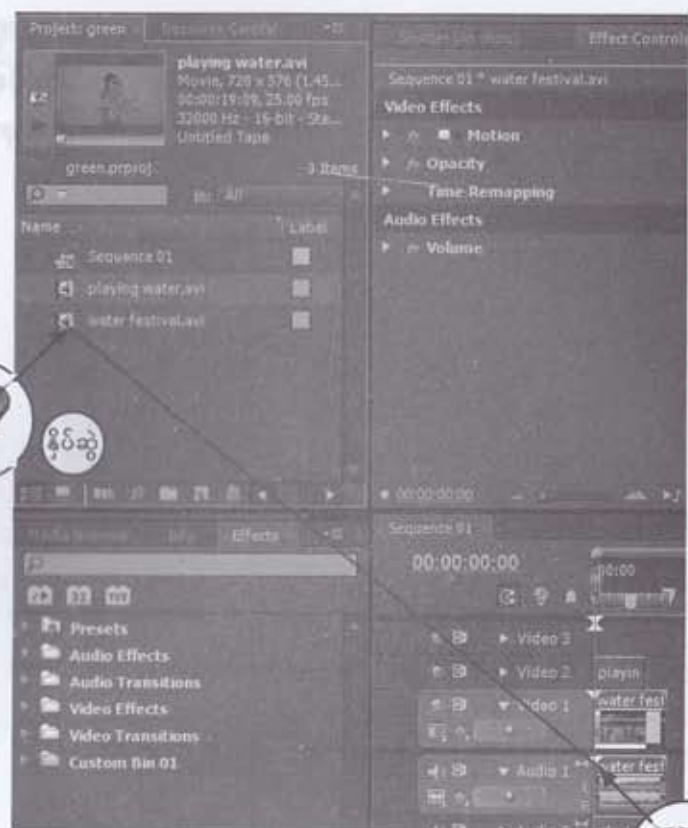 Project: green
playing water.avi
Movie, 720 x 576 (1.45...
00:00:19:09, 25.00 fps
32000 Hz - 16-bit - Ste...
Untitled Tape
green.prproj
3 Items
In: All
Name
Label
Sequence 01
playing water.avi
water festival.avi
နှိပ်ဆွဲ
Effect Controls
Sequence 01 * water festival.avi
Video Effects
Motion
Opacity
Time Remapping
Audio Effects
Volume
00:00:00:00
Info
Effects
Presets
Audio Effects
Audio Transitions
Video Effects
Video Transitions
Custom Bin 01
Sequence 01
00:00:00:00
00:00
Video 3
Video 2
playin
Video 1
water fest
Audio 1
water fest